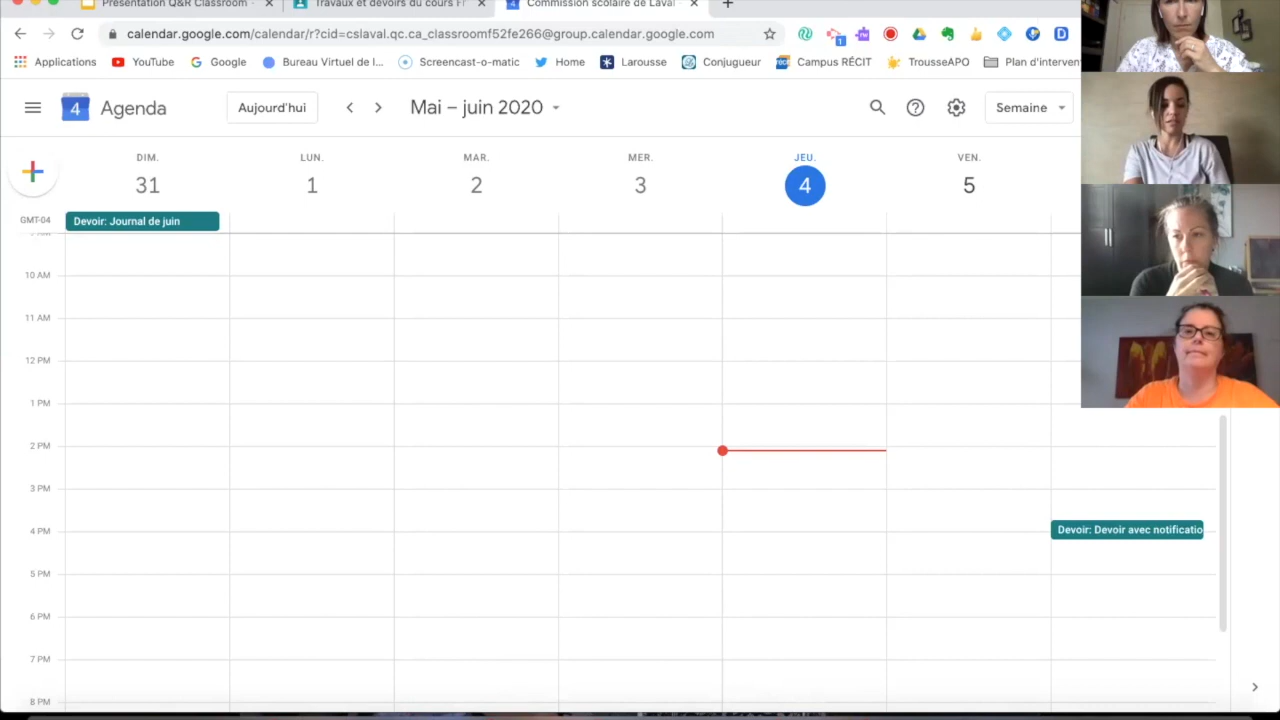 Présentation Q&R Classroom -
Travaux et devoirs du cours Fr
Commission scolaire de Laval -
calendar.google.com/calendar/r?cid=cslaval.qc.ca_classroomf52fe266@group.calendar.google.com
1
Applications
YouTube
Google
Bureau Virtuel de l...
Screencast-o-matic
Home
Larousse
Conjugueur
Campus RÉCIT
TrousseAPO
Plan d'interven
4
Agenda
Aujourd'hui
Mai – juin 2020
Semaine
DIM.
31
LUN.
1
MAR.
2
MER.
3
JEU.
4
VEN.
5
GMT-04
Devoir: Journal de juin
10 AM
11 AM
12 PM
1 PM
2 PM
3 PM
4 PM
Devoir: Devoir avec notificatio
5 PM
6 PM
7 PM
8 PM